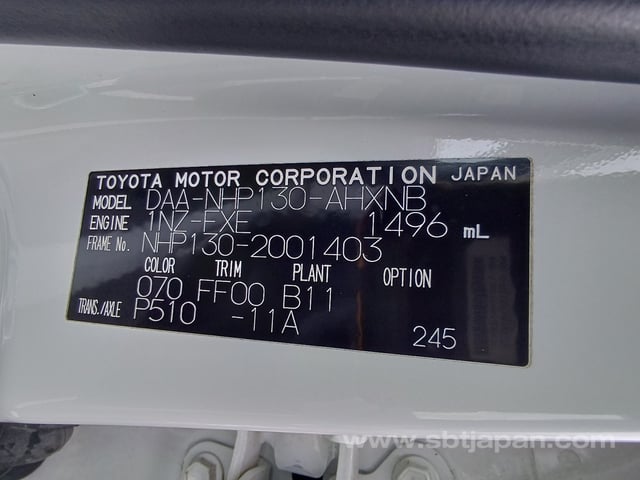 TOYOTA MOTOR CORPORATION JAPAN
MODEL DAA-NHP130-AHXNB
ENGINE 1NZ-EXE 1496 mL
FRAME No. NHP130-2001403
COLOR TRIM PLANT OPTION
070 FF00 B11
TRANS./AXLE P510 -11A
245
www.sbtjapan.com